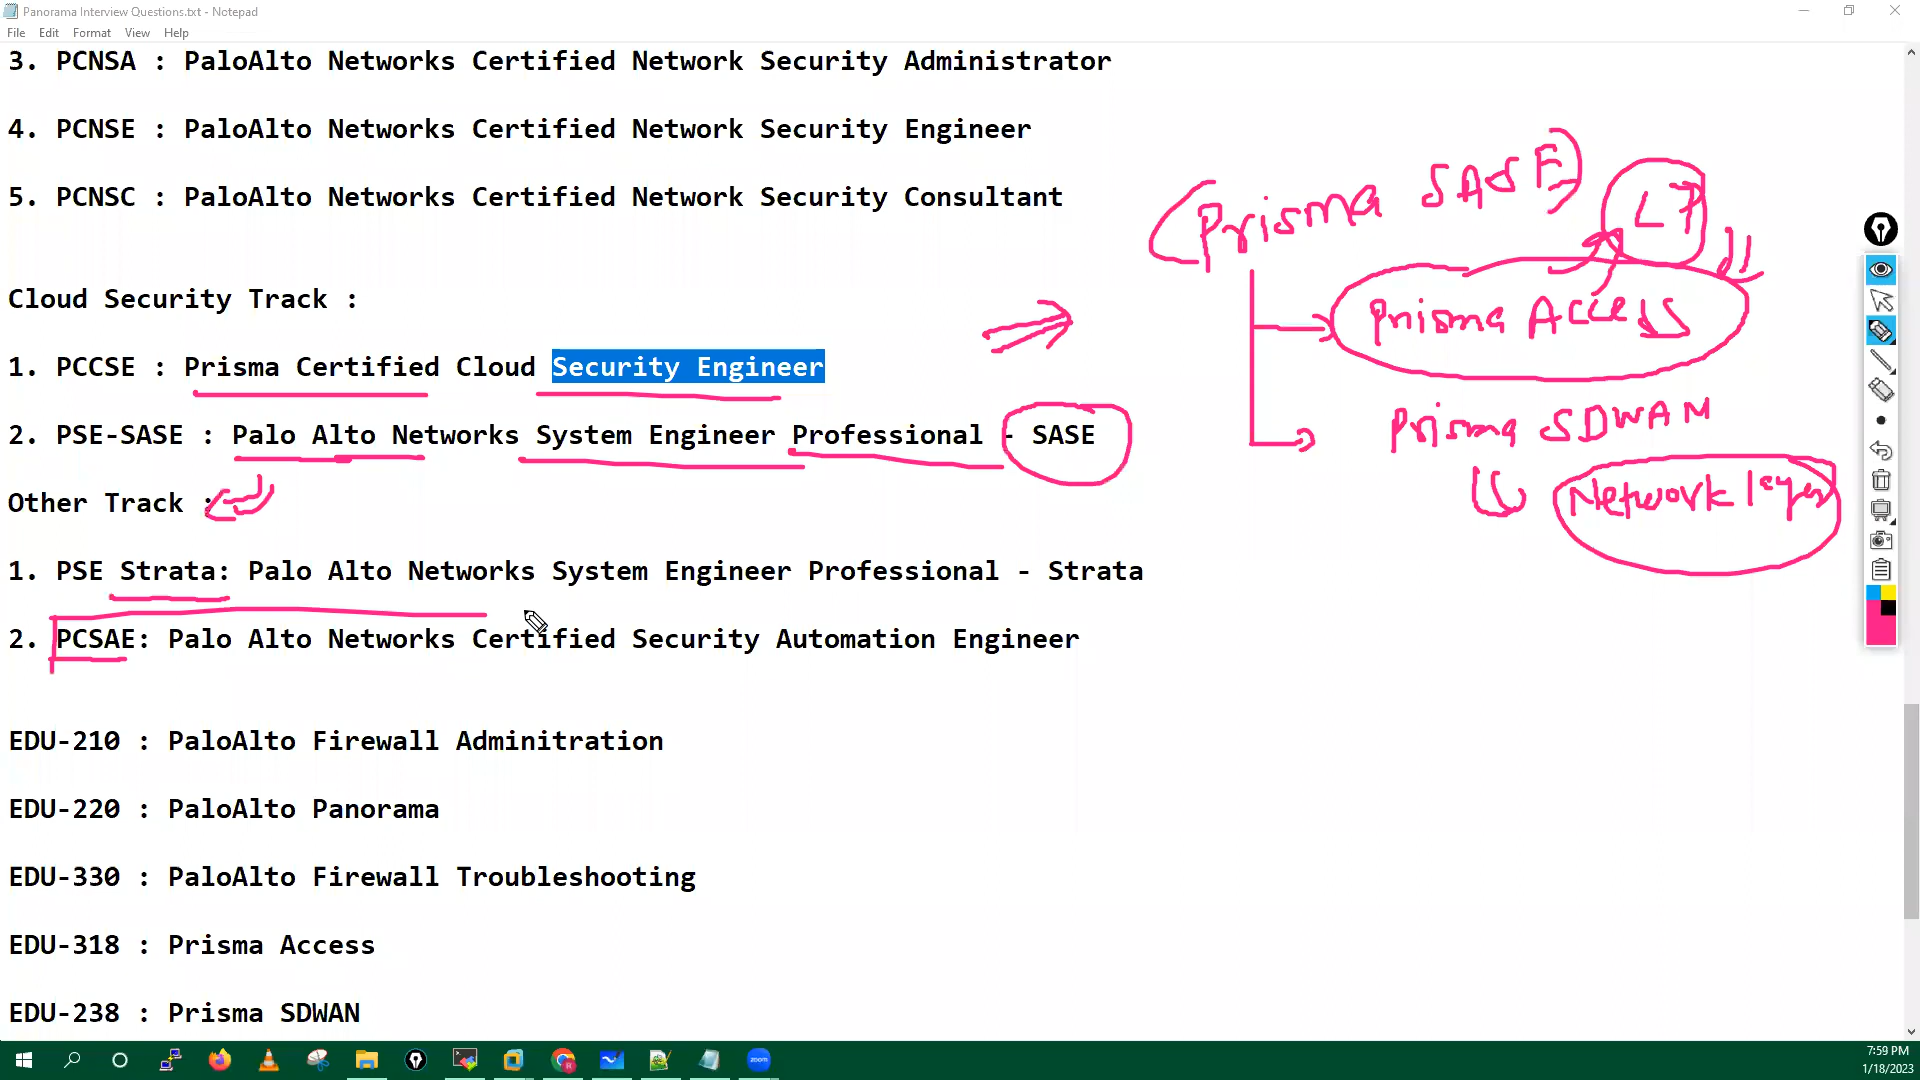 Panorama Interview Questions.txt - Notepad
File Edit Format View Help
3. PCNSA : PaloAlto Networks Certified Network Security Administrator
4. PCNSE : PaloAlto Networks Certified Network Security Engineer
5. PCNSC : PaloAlto Networks Certified Network Security Consultant
Prisma SASE
L7
Cloud Security Track :
Prisma Access
1. PCCSE : Prisma Certified Cloud Security Engineer
2. PSE-SASE : Palo Alto Networks System Engineer Professional - SASE
Prisma SDWAN
Other Track :
Network layer
1. PSE Strata: Palo Alto Networks System Engineer Professional - Strata
2. PCSAE: Palo Alto Networks Certified Security Automation Engineer
EDU-210 : PaloAlto Firewall Adminitration
EDU-220 : PaloAlto Panorama
EDU-330 : PaloAlto Firewall Troubleshooting
EDU-318 : Prisma Access
EDU-238 : Prisma SDWAN
zoom
7:59 PM
1/18/2023